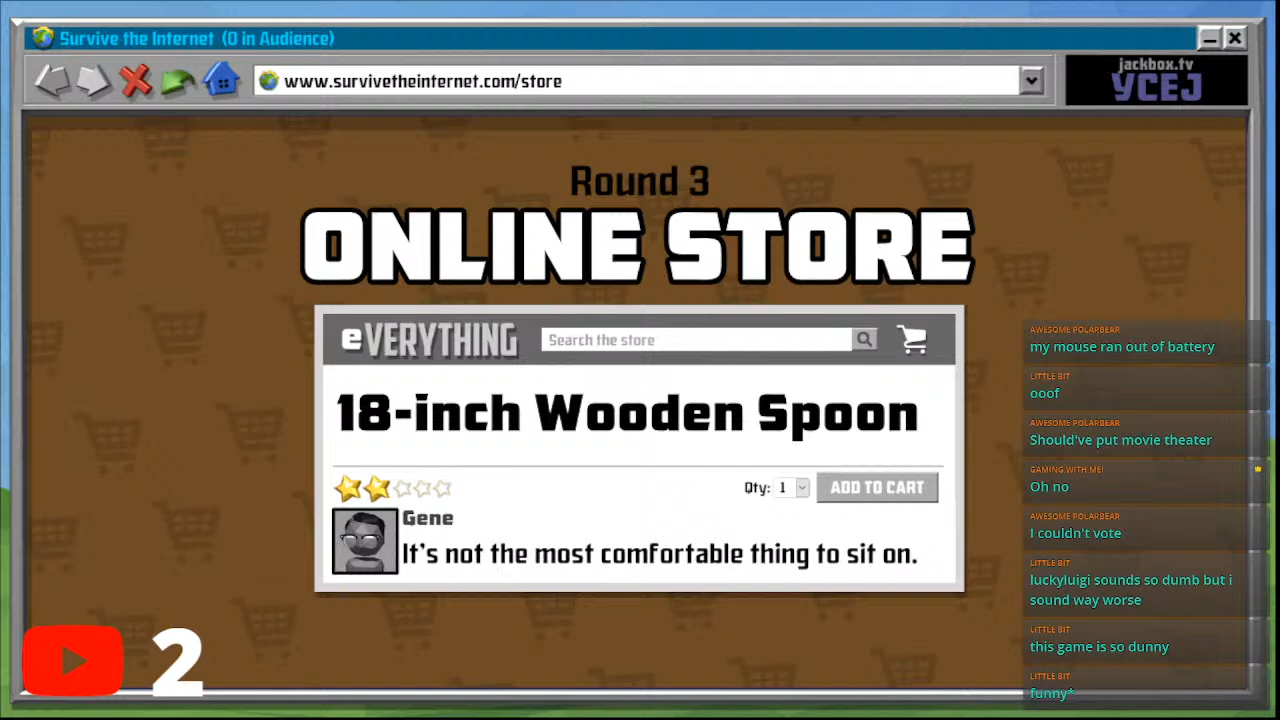 Survive the Internet (0 in Audience)
www.survivetheinternet.com/store
jackbox.tv
YCEJ
Round 3
ONLINE STORE
eVERYTHING
Search the store
18-inch Wooden Spoon
Qty: 1
ADD TO CART
Gene
It's not the most comfortable thing to sit on.
AWESOME POLARBEAR
my mouse ran out of battery
LITTLE BIT
ooof
AWESOME POLARBEAR
Should've put movie theater
GAMING WITH ME!
Oh no
AWESOME POLARBEAR
I couldn't vote
LITTLE BIT
luckyluigi sounds so dumb but i
sound way worse
LITTLE BIT
this game is so dunny
LITTLE BIT
funny*
2